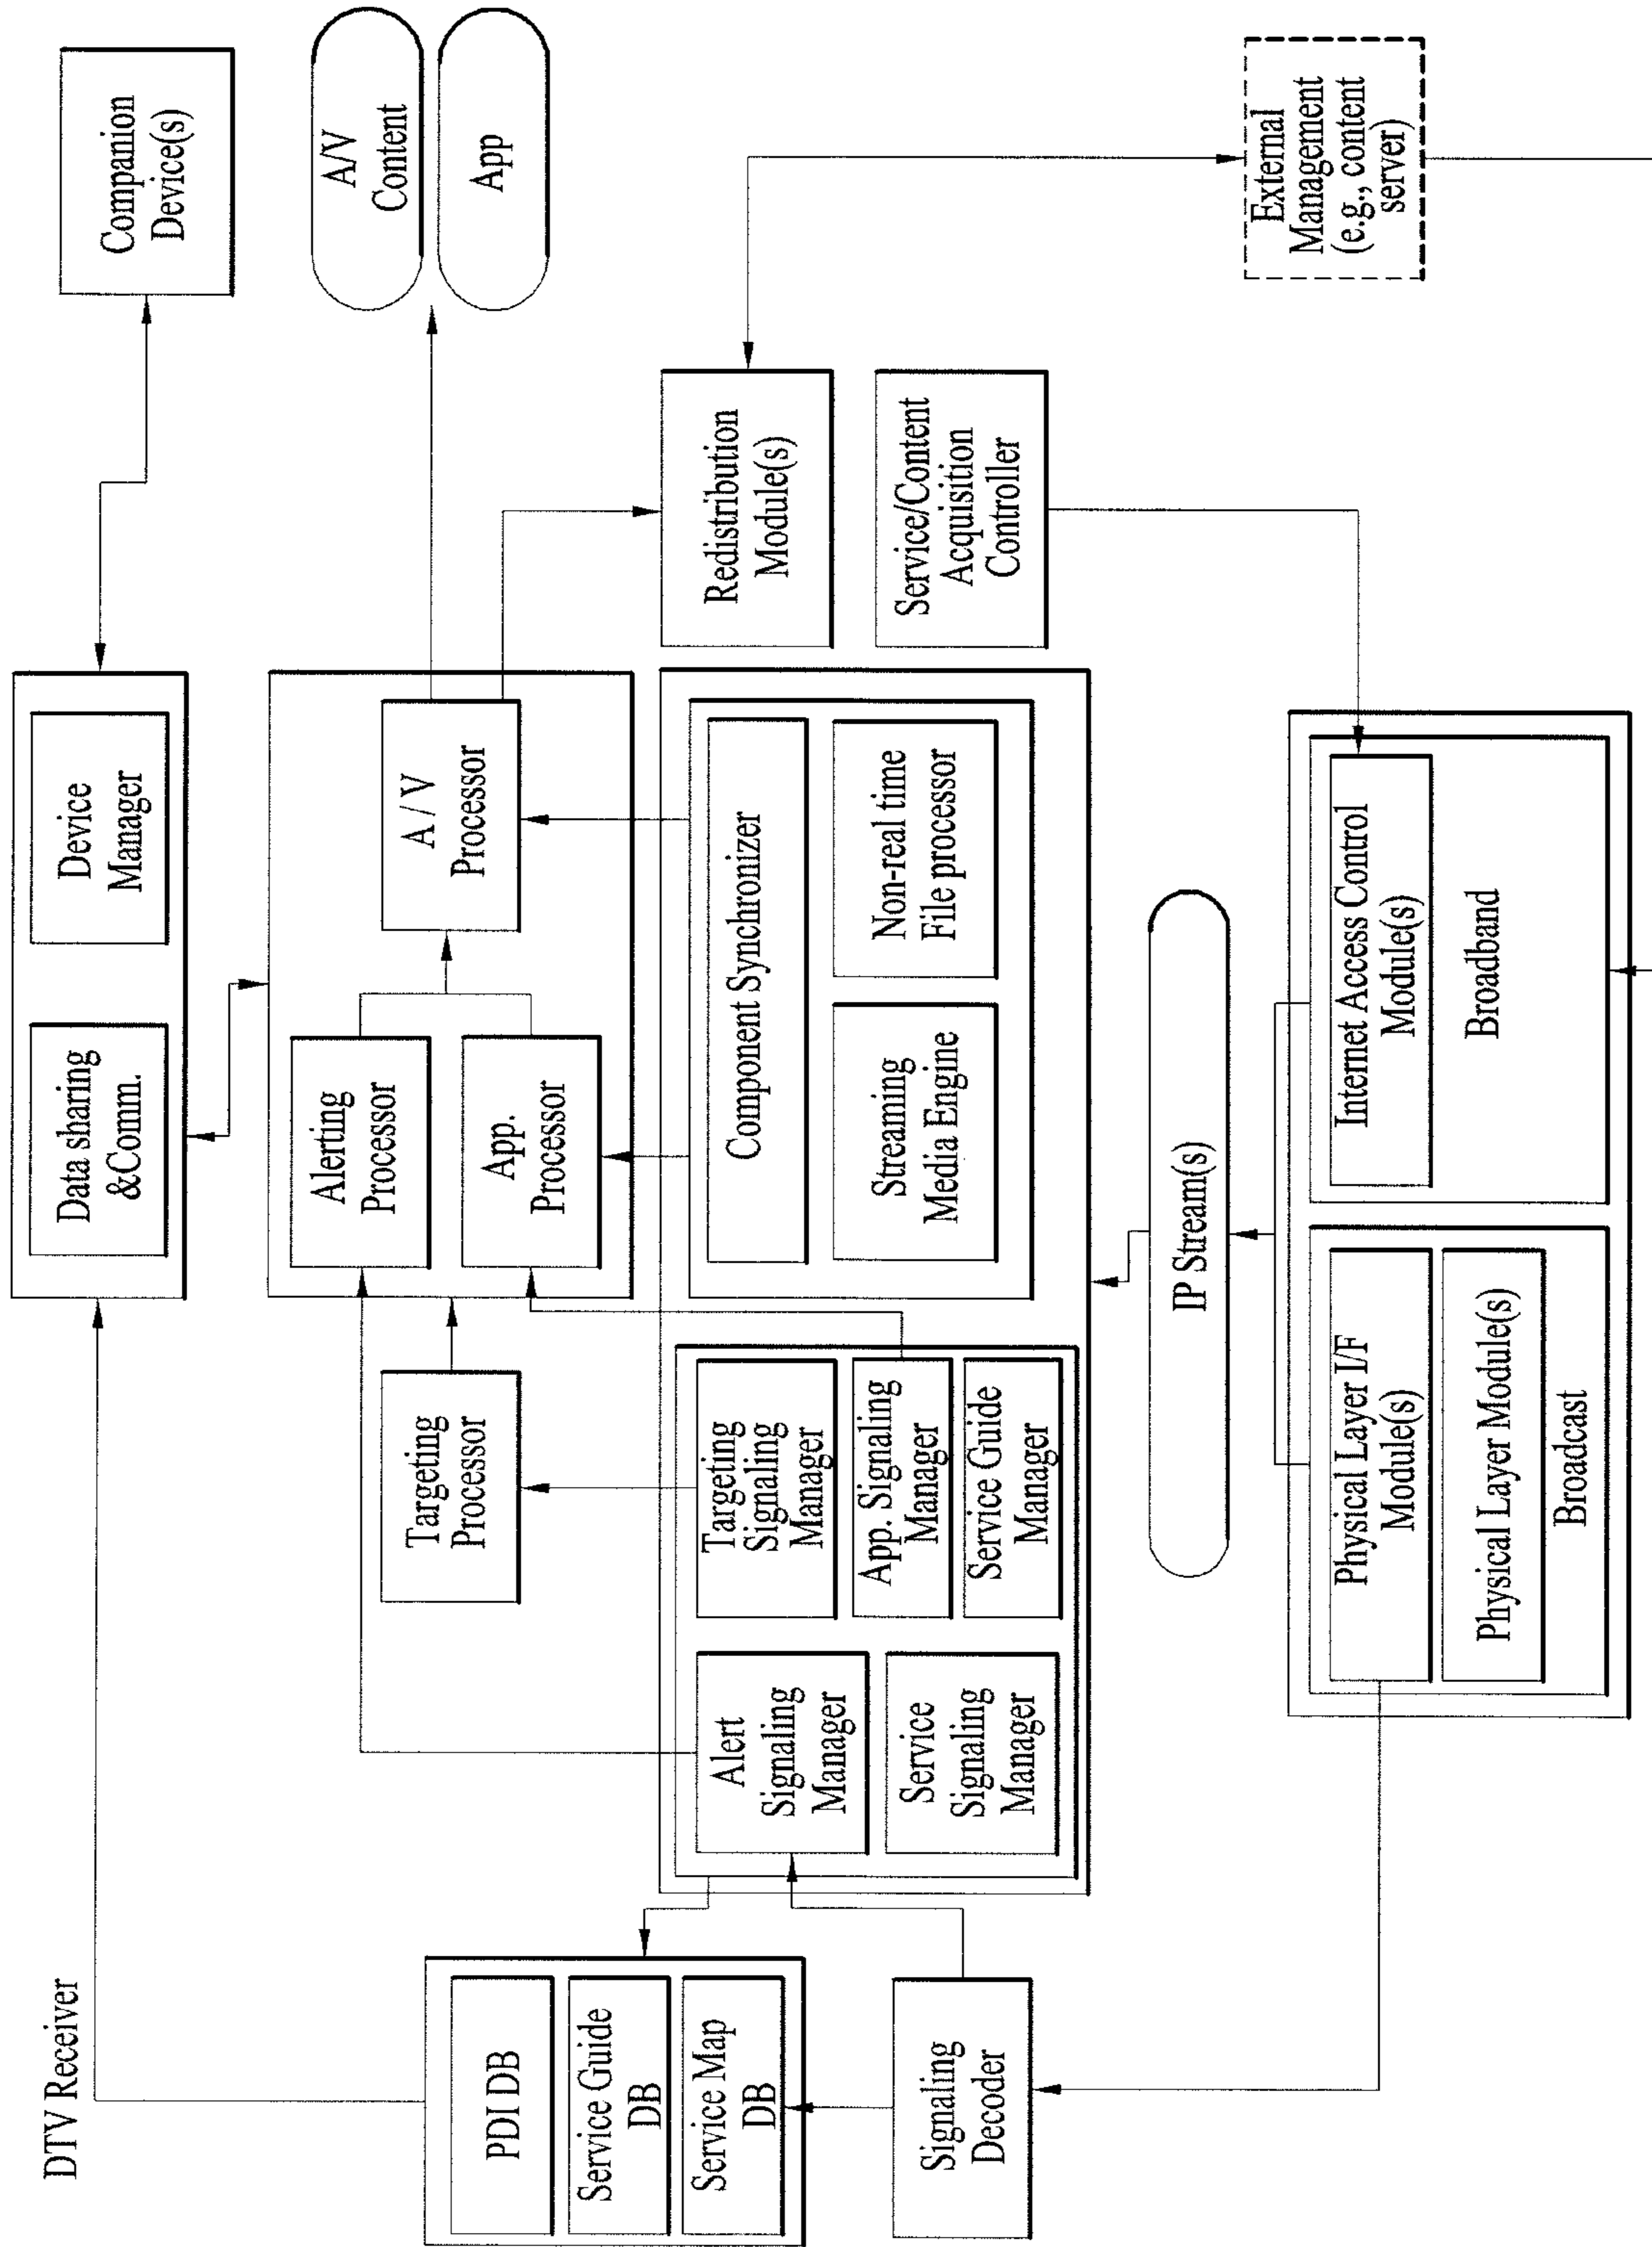 DTV Receiver
Data sharing
&Comm.
Device
Manager
Companion
Device(s)
PDI DB
Service Guide
DB
Service Map
DB
Targeting
Processor
Alerting
Processor
App.
Processor
A / V
Processor
A/V
Content
App
Alert
Signaling
Manager
Targeting
Signaling
Manager
Service
Signaling
Manager
App. Signaling
Manager
Service Guide
Manager
Component Synchronizer
Streaming
Media Engine
Non-real time
File processor
Redistribution
Module(s)
Service/Content
Acquisition
Controller
Signaling
Decoder
IP Stream(s)
Physical Layer I/F
Module(s)
Physical Layer Module(s)
Broadcast
Internet Access Control
Module(s)
Broadband
External
Management
(e.g., content
server)